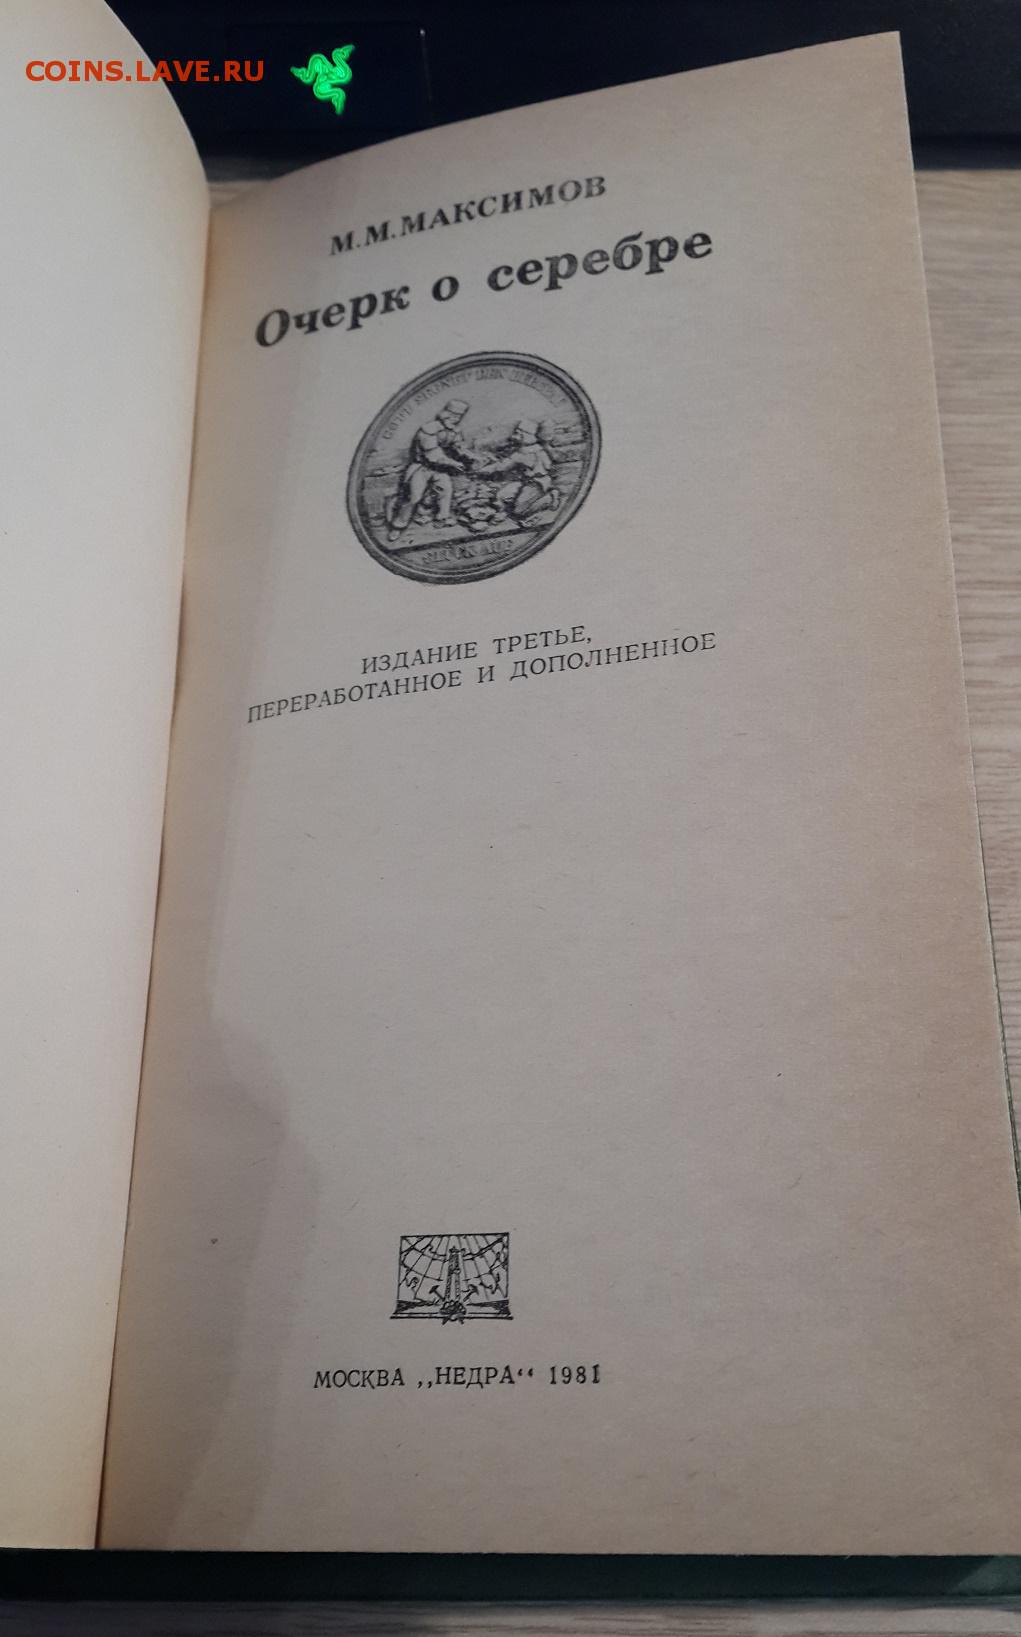 COINS.LAVE.RU
М.М.МАКСИМОВ
Очерк о серебре
ИЗДАНИЕ ТРЕТЬЕ,
ПЕРЕРАБОТАННОЕ И ДОПОЛНЕННОЕ
МОСКВА ,,НЕДРА“ 1981